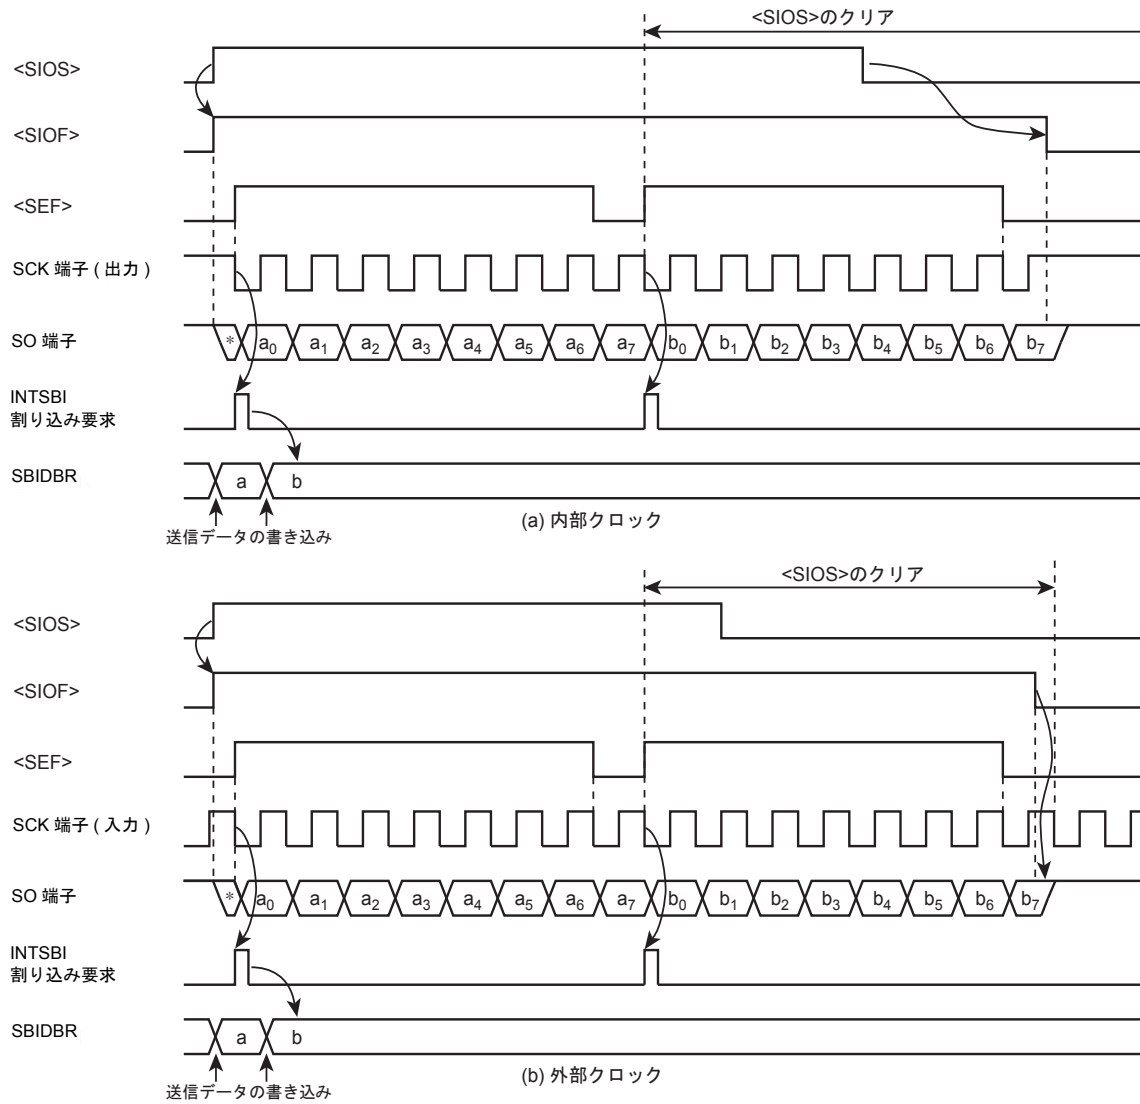 <SIOS>のクリア
<SIOS>
<SIOF>
<SEF>
SCK 端子 ( 出力 )
SO 端子
* a0 a1 a2 a3 a4 a5 a6 a7 b0 b1 b2 b3 b4 b5 b6 b7
INTSBI
割り込み要求
SBIDBR
a b
送信データの書き込み
(a) 内部クロック
<SIOS>のクリア
<SIOS>
<SIOF>
<SEF>
SCK 端子 ( 入力 )
SO 端子
* a0 a1 a2 a3 a4 a5 a6 a7 b0 b1 b2 b3 b4 b5 b6 b7
INTSBI
割り込み要求
SBIDBR
a b
送信データの書き込み
(b) 外部クロック